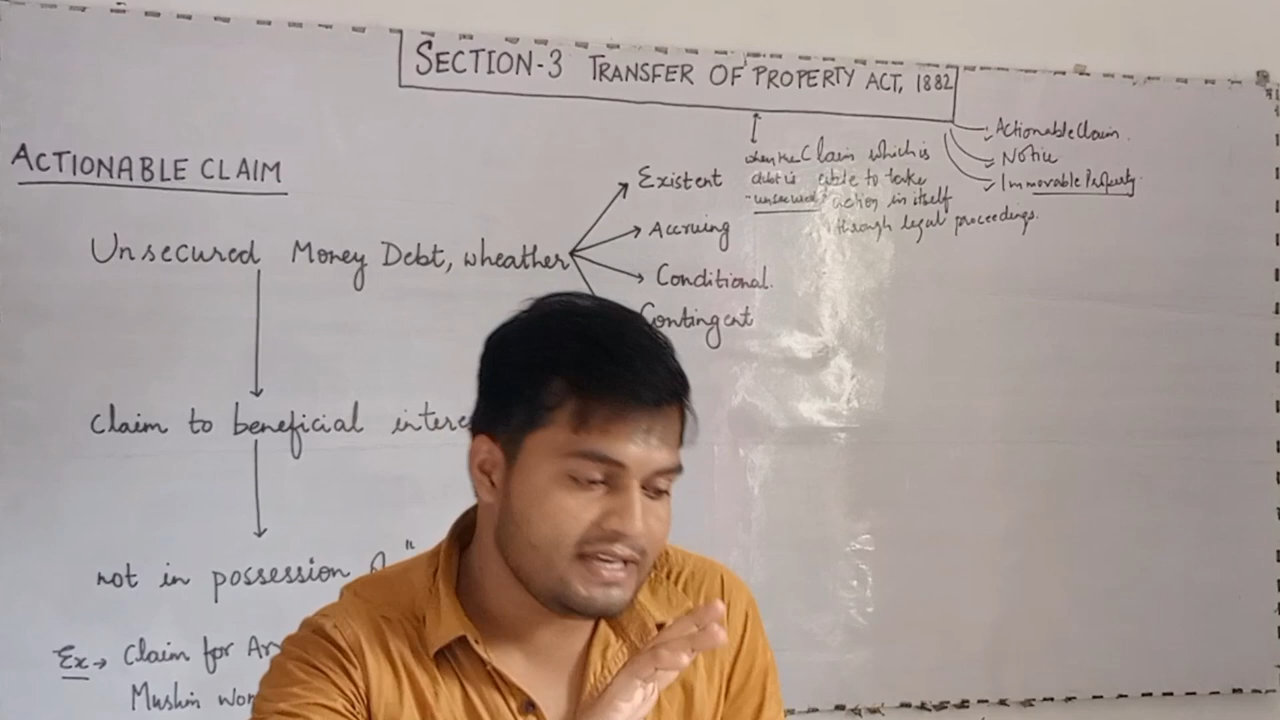 SECTION-3 TRANSFER OF PROPERTY ACT, 1882
Actionable Claim.
Notice
Immovable Property
when the Claim which is
debt is able to take
"unsecured" action in itself
through legal proceedings.
ACTIONABLE CLAIM
Unsecured Money Debt, wheather
Existent
Accruing
Conditional.
Contingent
Claim to beneficial
not in possession
Ex → Claim for
Muslim